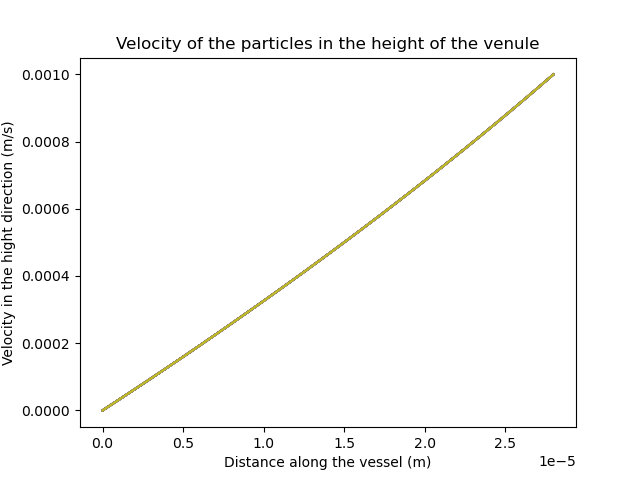 Velocity of the particles in the height of the venule
Velocity in the hight direction (m/s)
0.0010
0.0008
0.0006
0.0004
0.0002
0.0000
0.0 0.5 1.0 1.5 2.0 2.5
1e−5
Distance along the vessel (m)